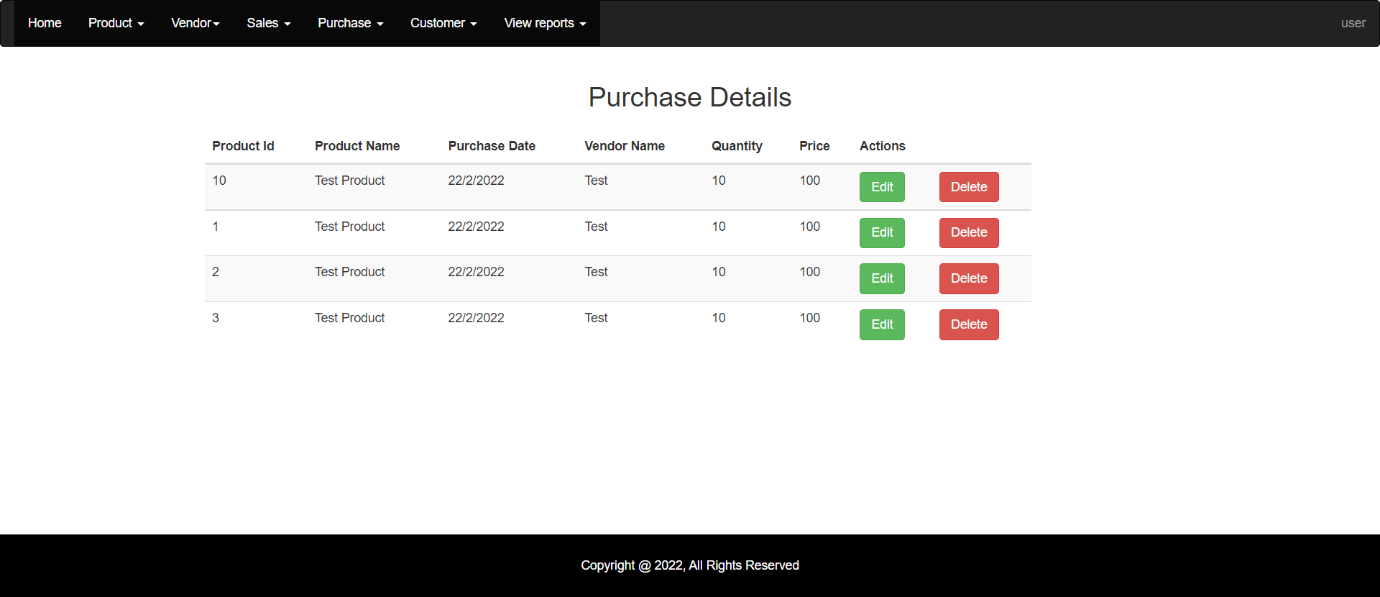 Home Product Vendor Sales Purchase Customer View reports user
Purchase Details
Product Id Product Name Purchase Date Vendor Name Quantity Price Actions
10 Test Product 22/2/2022 Test 10 100 Edit Delete
1 Test Product 22/2/2022 Test 10 100 Edit Delete
2 Test Product 22/2/2022 Test 10 100 Edit Delete
3 Test Product 22/2/2022 Test 10 100 Edit Delete
Copyright @ 2022, All Rights Reserved